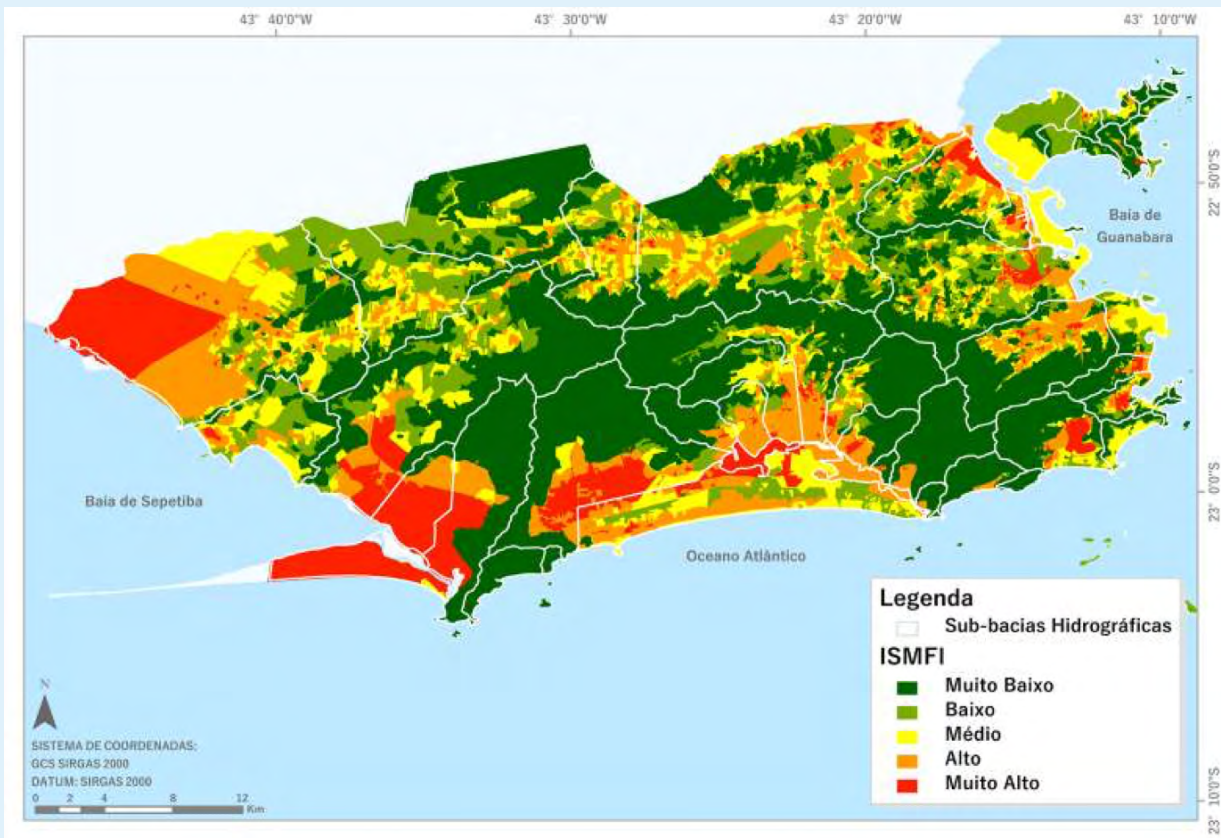 43° 40'0"W
43° 30'0"W
43° 20'0"W
43° 10'0"W
22° 50'0"S
Baía de
Guanabara
Baía de Sepetiba
23° 0'0"S
Oceano Atlântico
Legenda
Sub-bacias Hidrográficas
ISMFI
Muito Baixo
Baixo
Médio
Alto
Muito Alto
N
SISTEMA DE COORDENADAS:
GCS SIRGAS 2000
DATUM: SIRGAS 2000
0 2 4 8 12
Km
23° 10'0"S